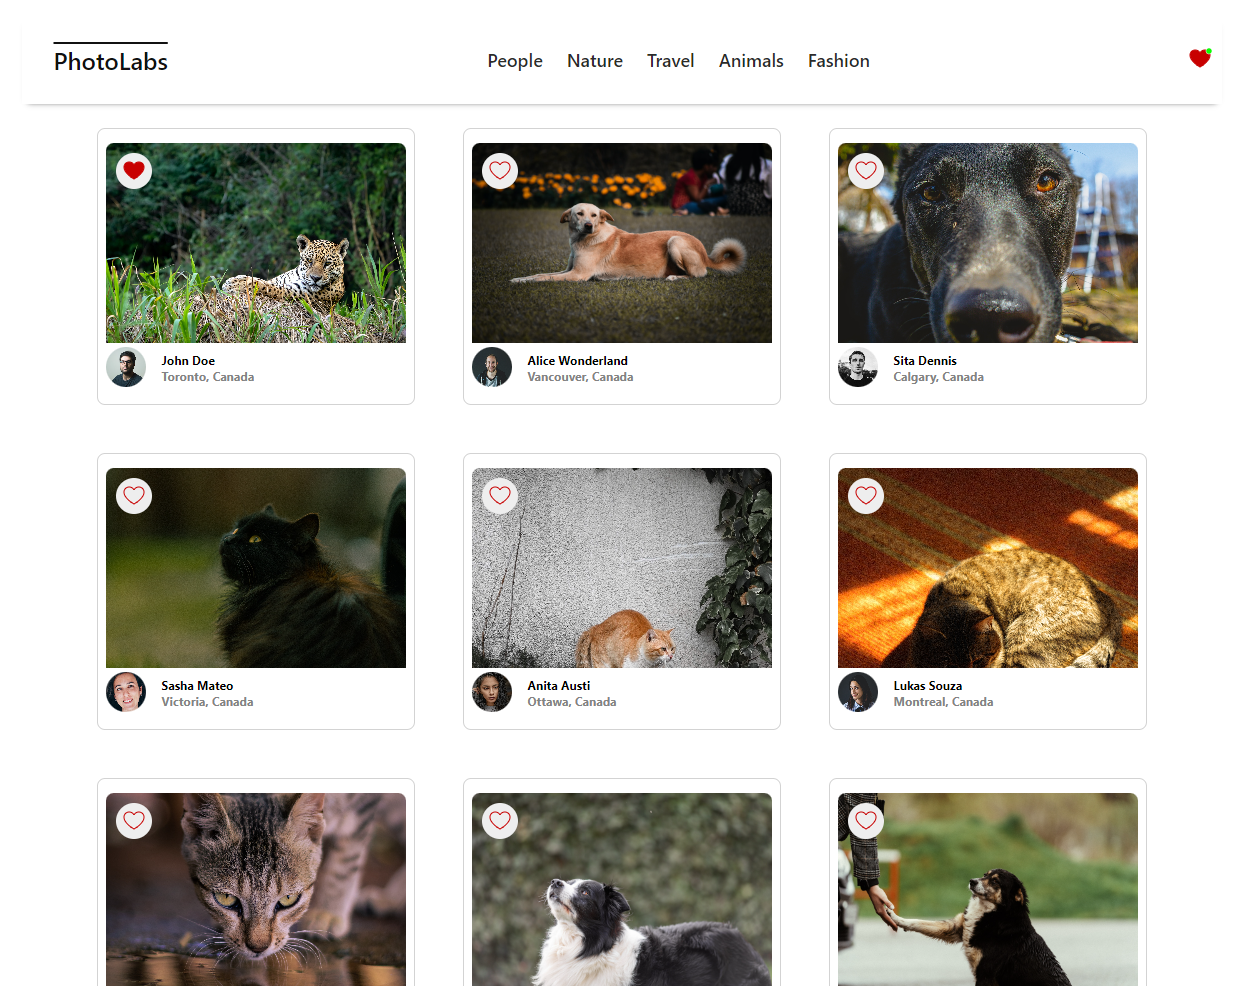 PhotoLabs
People
Nature
Travel
Animals
Fashion
John Doe
Toronto, Canada
Alice Wonderland
Vancouver, Canada
Sita Dennis
Calgary, Canada
Sasha Mateo
Victoria, Canada
Anita Austi
Ottawa, Canada
Lukas Souza
Montreal, Canada